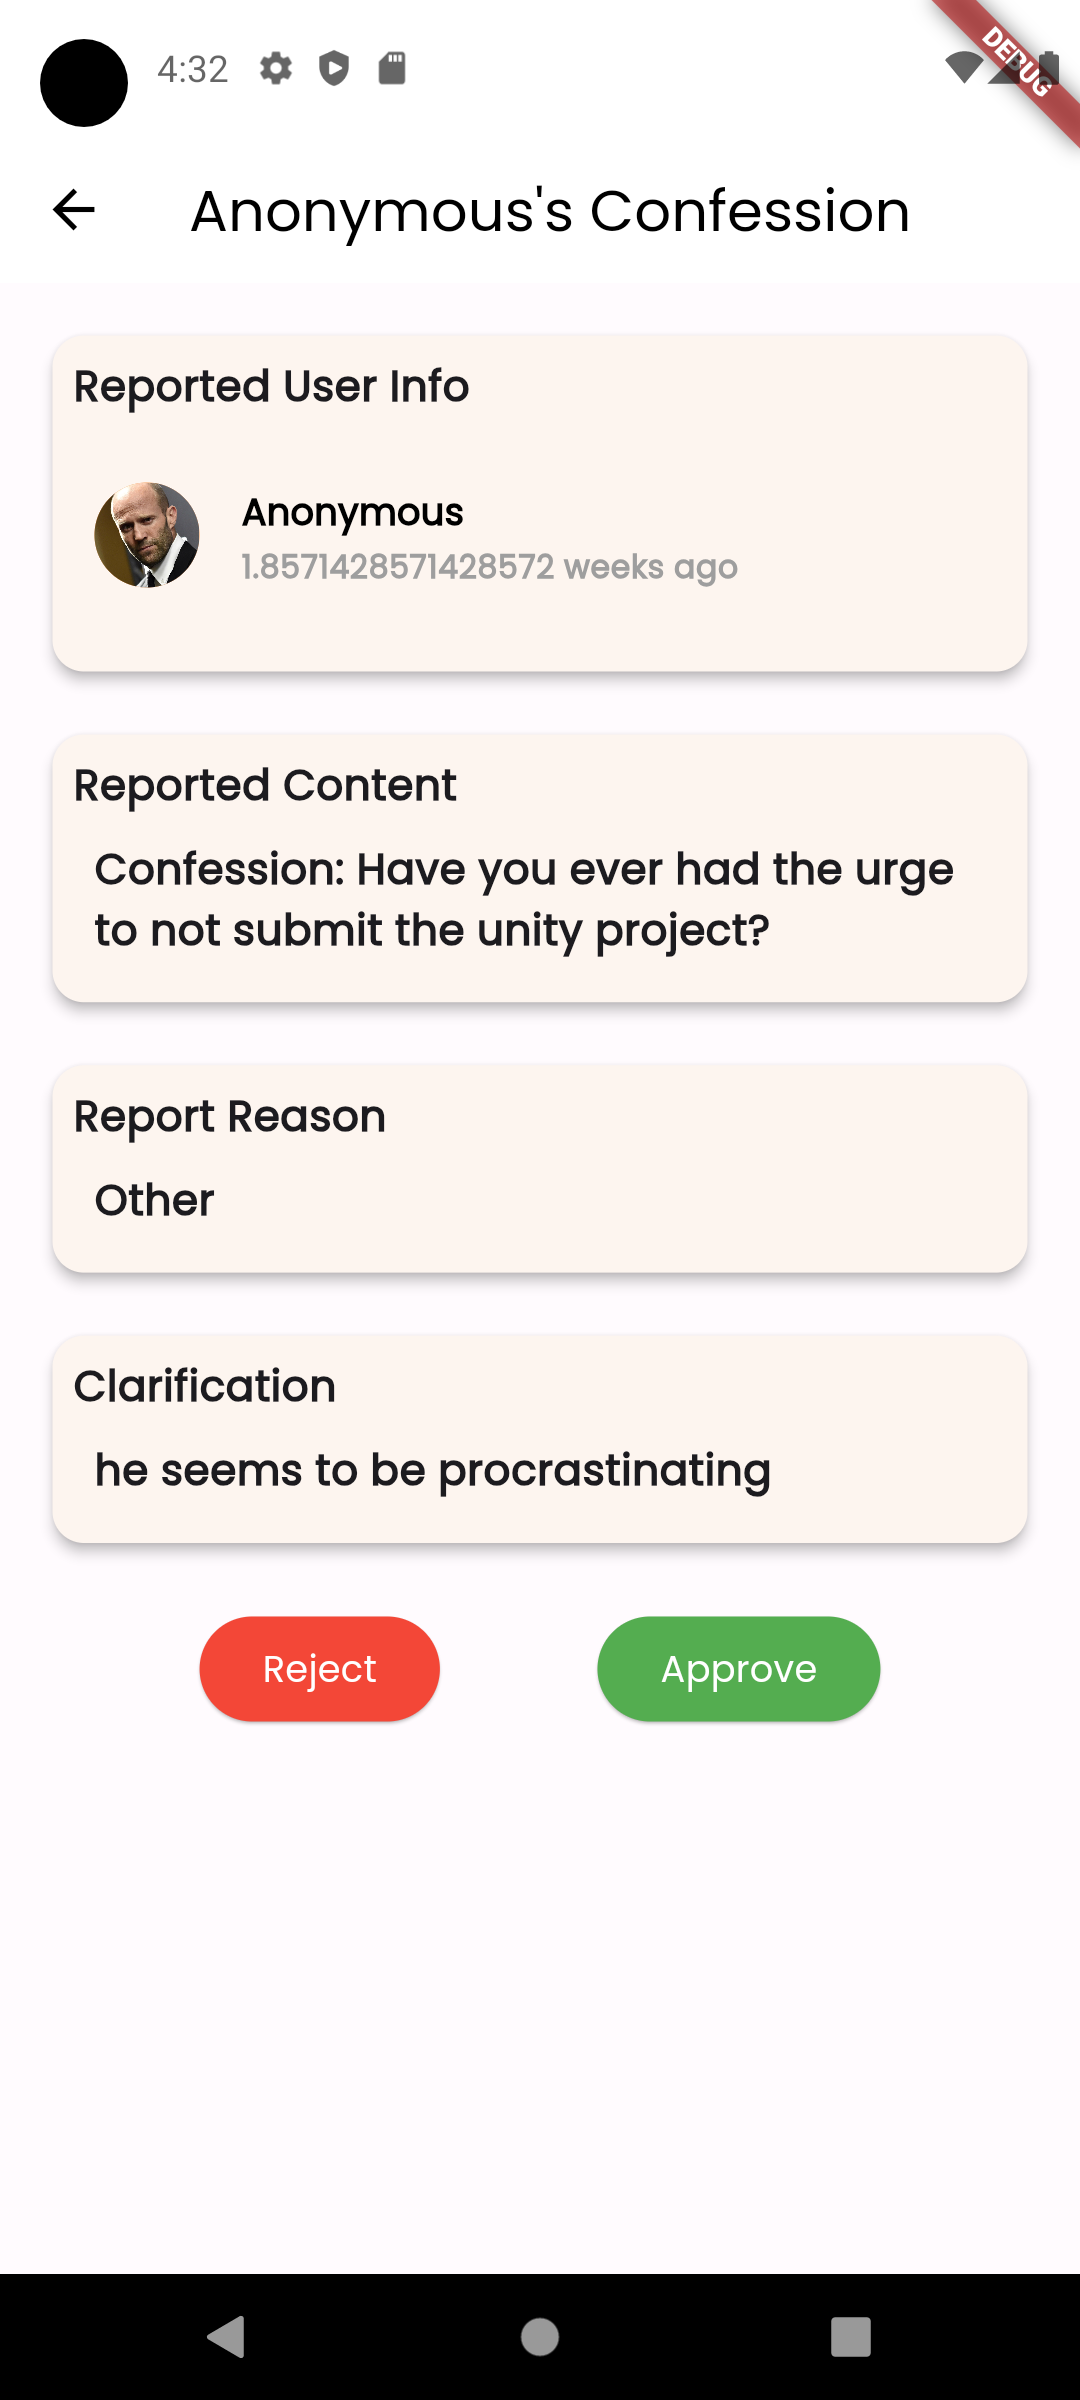 4:32
DEBUG
Anonymous's Confession
Reported User Info
Anonymous
1.8571428571428572 weeks ago
Reported Content
Confession: Have you ever had the urge
to not submit the unity project?
Report Reason
Other
Clarification
he seems to be procrastinating
Reject
Approve